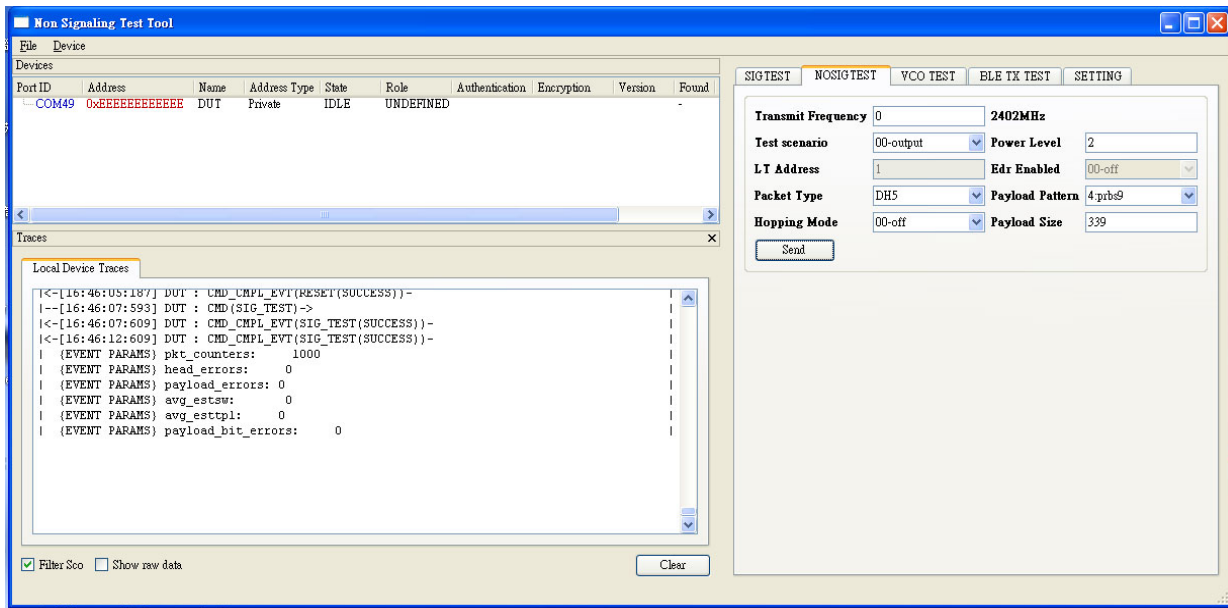 Non Signaling Test Tool
File Device
Devices
Port ID Address Name Address Type State Role Authentication Encryption Version Found
COM49 0xEEEEEEEEEEEE DUT Private IDLE UNDEFINED -
Traces
Local Device Traces
|<-[16:46:05:187] DUT : CMD_CMPL_EVT(RESET(SUCCESS))-
|--[16:46:07:593] DUT : CMD(SIG_TEST)->
|<-[16:46:07:609] DUT : CMD_CMPL_EVT(SIG_TEST(SUCCESS))-
|<-[16:46:12:609] DUT : CMD_CMPL_EVT(SIG_TEST(SUCCESS))-
| {EVENT PARAMS} pkt_counters: 1000 |
| {EVENT PARAMS} head_errors: 0 |
| {EVENT PARAMS} payload_errors: 0 |
| {EVENT PARAMS} avg_estsw: 0 |
| {EVENT PARAMS} avg_esttpl: 0 |
| {EVENT PARAMS} payload_bit_errors: 0 |
Filter Sco Show raw data Clear
SIGTEST NOSIGTEST VCO TEST BLE TX TEST SETTING
Transmit Frequency 0 2402MHz
Test scenario 00-output Power Level 2
LT Address 1 Edr Enabled 00-off
Packet Type DH5 Payload Pattern 4:prbs9
Hopping Mode 00-off Payload Size 339
Send